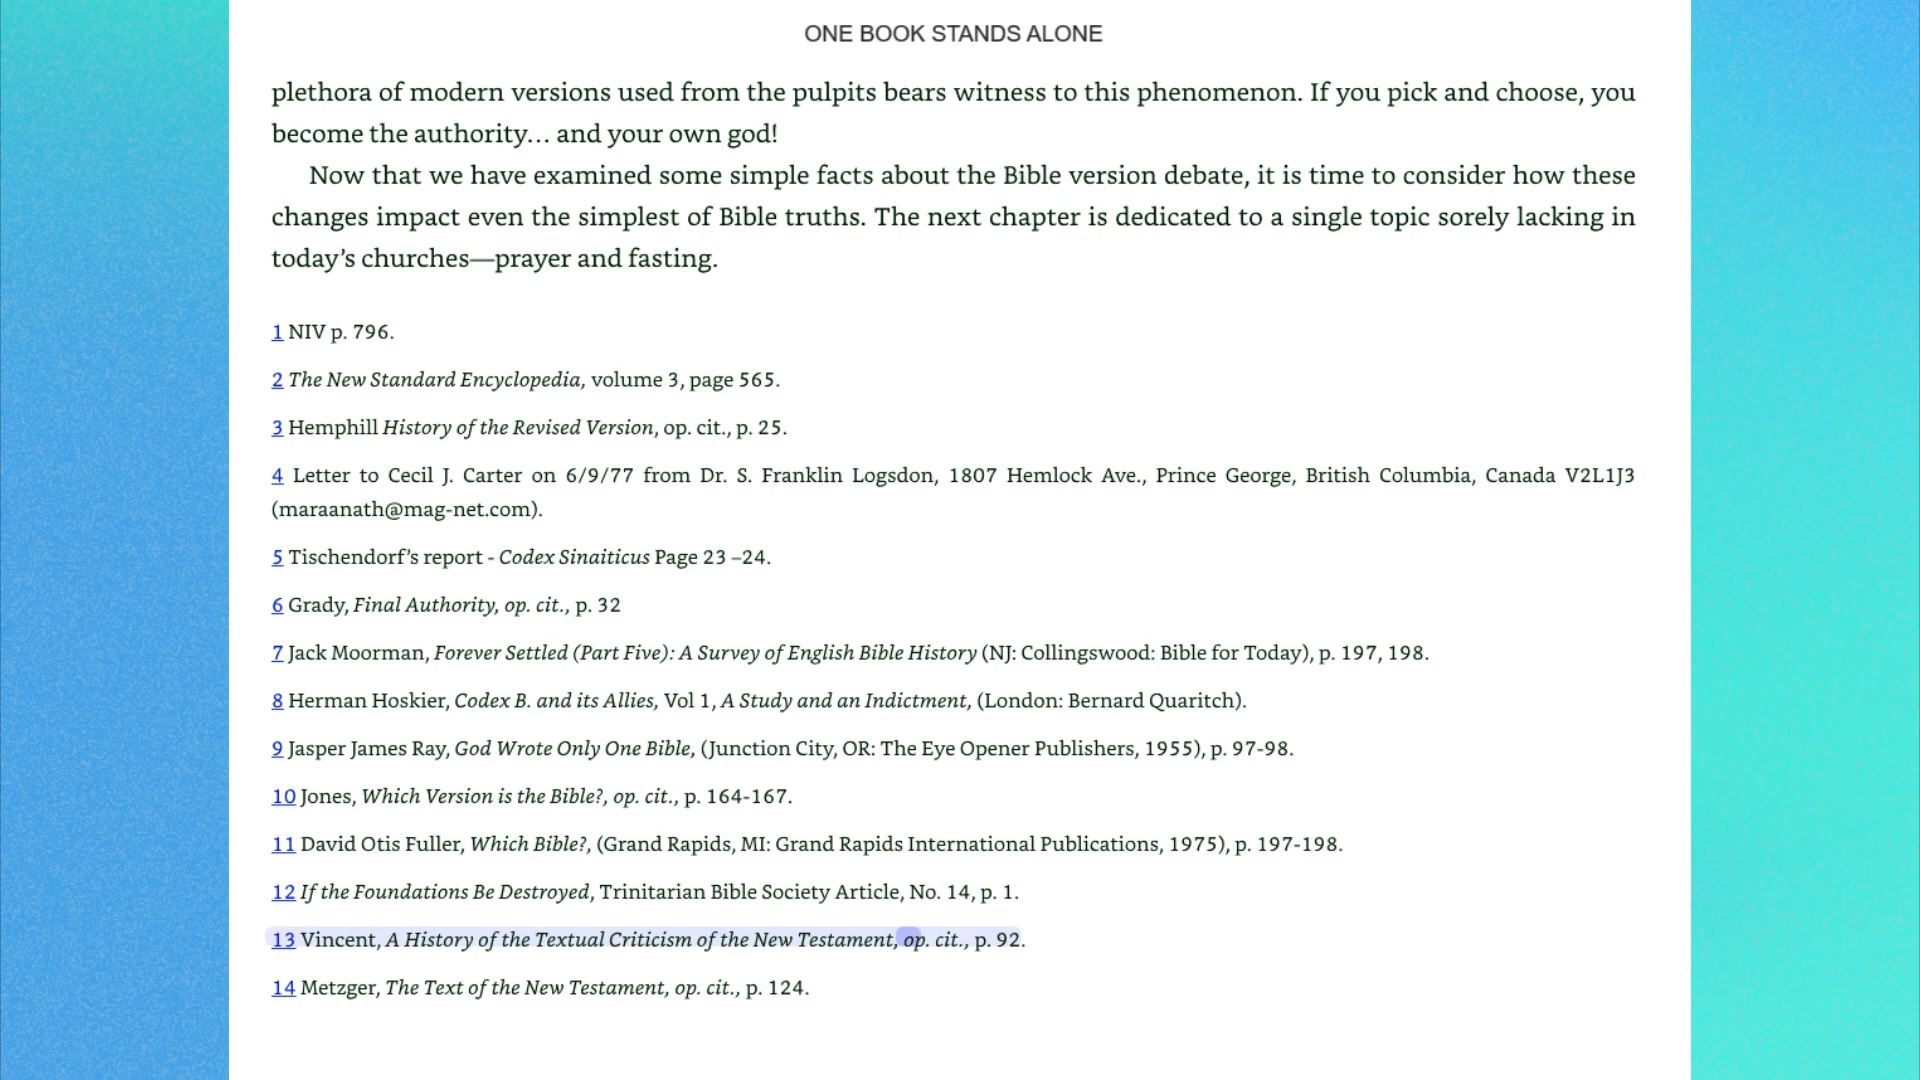 ONE BOOK STANDS ALONE
plethora of modern versions used from the pulpits bears witness to this phenomenon. If you pick and choose, you
become the authority… and your own god!
Now that we have examined some simple facts about the Bible version debate, it is time to consider how these
changes impact even the simplest of Bible truths. The next chapter is dedicated to a single topic sorely lacking in
today’s churches—prayer and fasting.
1 NIV p. 796.
2 The New Standard Encyclopedia, volume 3, page 565.
3 Hemphill History of the Revised Version, op. cit., p. 25.
4 Letter to Cecil J. Carter on 6/9/77 from Dr. S. Franklin Logsdon, 1807 Hemlock Ave., Prince George, British Columbia, Canada V2L1J3
(maraanath@mag-net.com).
5 Tischendorf’s report - Codex Sinaiticus Page 23 –24.
6 Grady, Final Authority, op. cit., p. 32
7 Jack Moorman, Forever Settled (Part Five): A Survey of English Bible History (NJ: Collingswood: Bible for Today), p. 197, 198.
8 Herman Hoskier, Codex B. and its Allies, Vol 1, A Study and an Indictment, (London: Bernard Quaritch).
9 Jasper James Ray, God Wrote Only One Bible, (Junction City, OR: The Eye Opener Publishers, 1955), p. 97-98.
10 Jones, Which Version is the Bible?, op. cit., p. 164-167.
11 David Otis Fuller, Which Bible?, (Grand Rapids, MI: Grand Rapids International Publications, 1975), p. 197-198.
12 If the Foundations Be Destroyed, Trinitarian Bible Society Article, No. 14, p. 1.
13 Vincent, A History of the Textual Criticism of the New Testament, op. cit., p. 92.
14 Metzger, The Text of the New Testament, op. cit., p. 124.